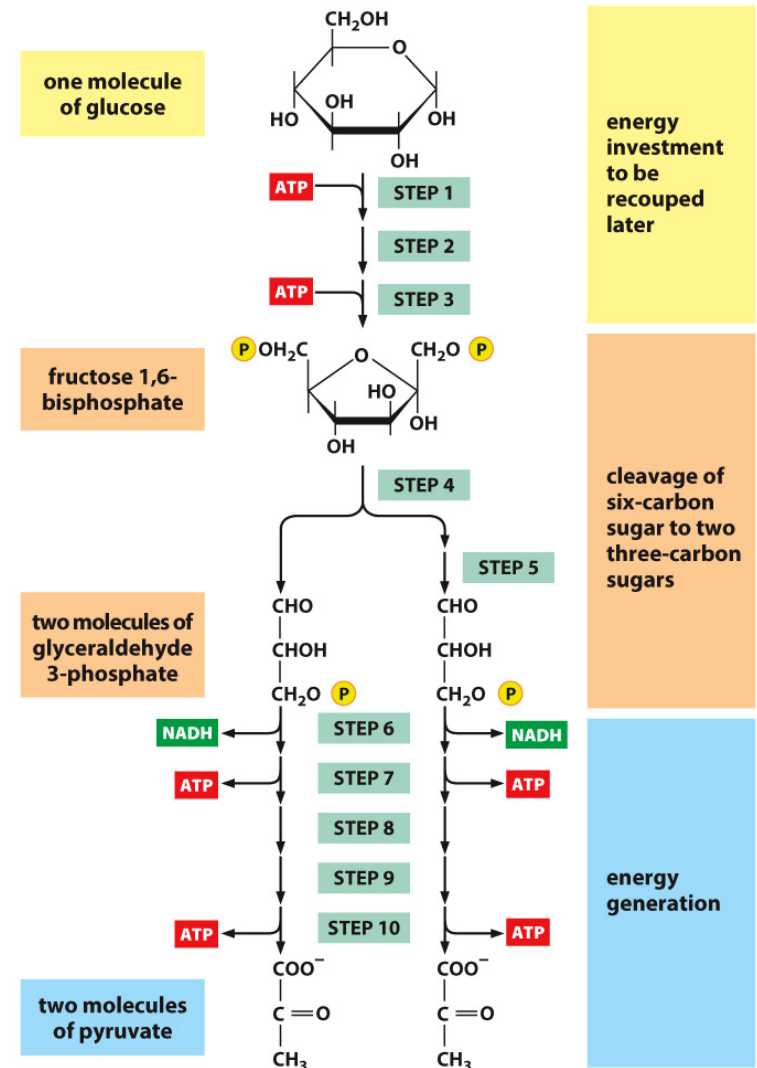 CH₂OH
O
one molecule
of glucose
HO
OH
OH
OH
energy
investment
to be
recouped
later
ATP
STEP 1
STEP 2
ATP
STEP 3
fructose 1,6-
bisphosphate
P OH₂C
O
CH₂O P
HO
OH
OH
STEP 4
cleavage of
six-carbon
sugar to two
three-carbon
sugars
STEP 5
two molecules of
glyceraldehyde
3-phosphate
CHO
CHO
CHOH
CHOH
CH₂O P
CH₂O P
NADH
STEP 6
NADH
ATP
STEP 7
ATP
STEP 8
STEP 9
energy
generation
ATP
STEP 10
ATP
two molecules
of pyruvate
COO⁻
COO⁻
C=O
C=O
CH₃
CH₃